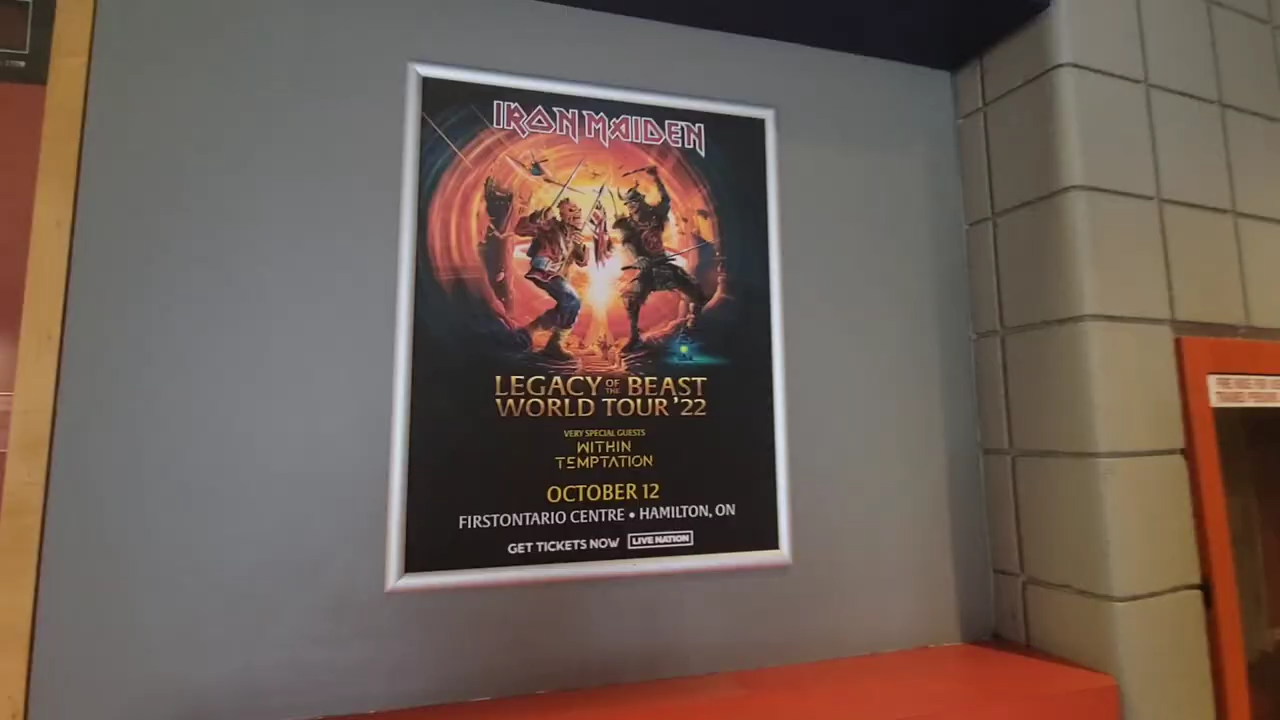 IRON MAIDEN
LEGACY OF THE BEAST
WORLD TOUR '22
VERY SPECIAL GUESTS
WITHIN
TEMPTATION
OCTOBER 12
FIRSTONTARIO CENTRE • HAMILTON, ON
GET TICKETS NOW LIVE NATION